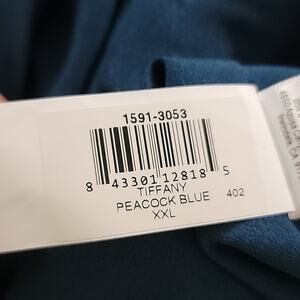 1591-3053
8 43301 12818 5
TIFFANY
PEACOCK BLUE 402
XXL